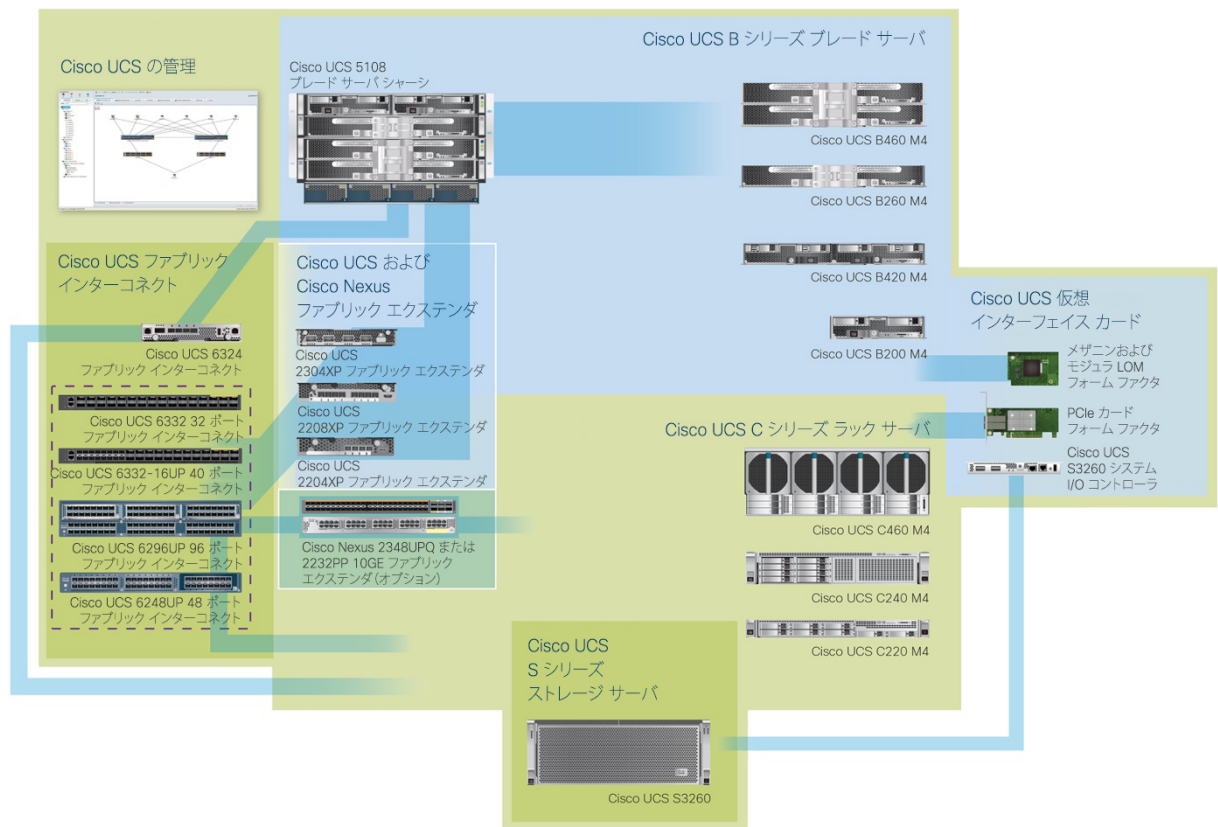 Cisco UCS の管理
Cisco UCS B シリーズ ブレード サーバ
Cisco UCS 5108
ブレード サーバ シャーシ
Cisco UCS B460 M4
Cisco UCS B260 M4
Cisco UCS B420 M4
Cisco UCS B200 M4
Cisco UCS ファブリック
インターコネクト
Cisco UCS 6324
ファブリック インターコネクト
Cisco UCS 6332 32 ポート
ファブリック インターコネクト
Cisco UCS 6332-16UP 40 ポート
ファブリック インターコネクト
Cisco UCS 6296UP 96 ポート
ファブリック インターコネクト
Cisco UCS 6248UP 48 ポート
ファブリック インターコネクト
Cisco UCS および
Cisco Nexus
ファブリック エクステンダ
Cisco UCS
2304XP ファブリック エクステンダ
Cisco UCS
2208XP ファブリック エクステンダ
Cisco UCS
2204XP ファブリック エクステンダ
Cisco Nexus 2348UPQ または
2232PP 10GE ファブリック
エクステンダ(オプション)
Cisco UCS 仮想
インターフェイス カード
メザニンおよび
モジュラ LOM
フォーム ファクタ
PCIe カード
フォーム ファクタ
Cisco UCS
S3260 システム
I/O コントローラ
Cisco UCS C シリーズ ラック サーバ
Cisco UCS C460 M4
Cisco UCS C240 M4
Cisco UCS C220 M4
Cisco UCS
S シリーズ
ストレージ サーバ
Cisco UCS S3260